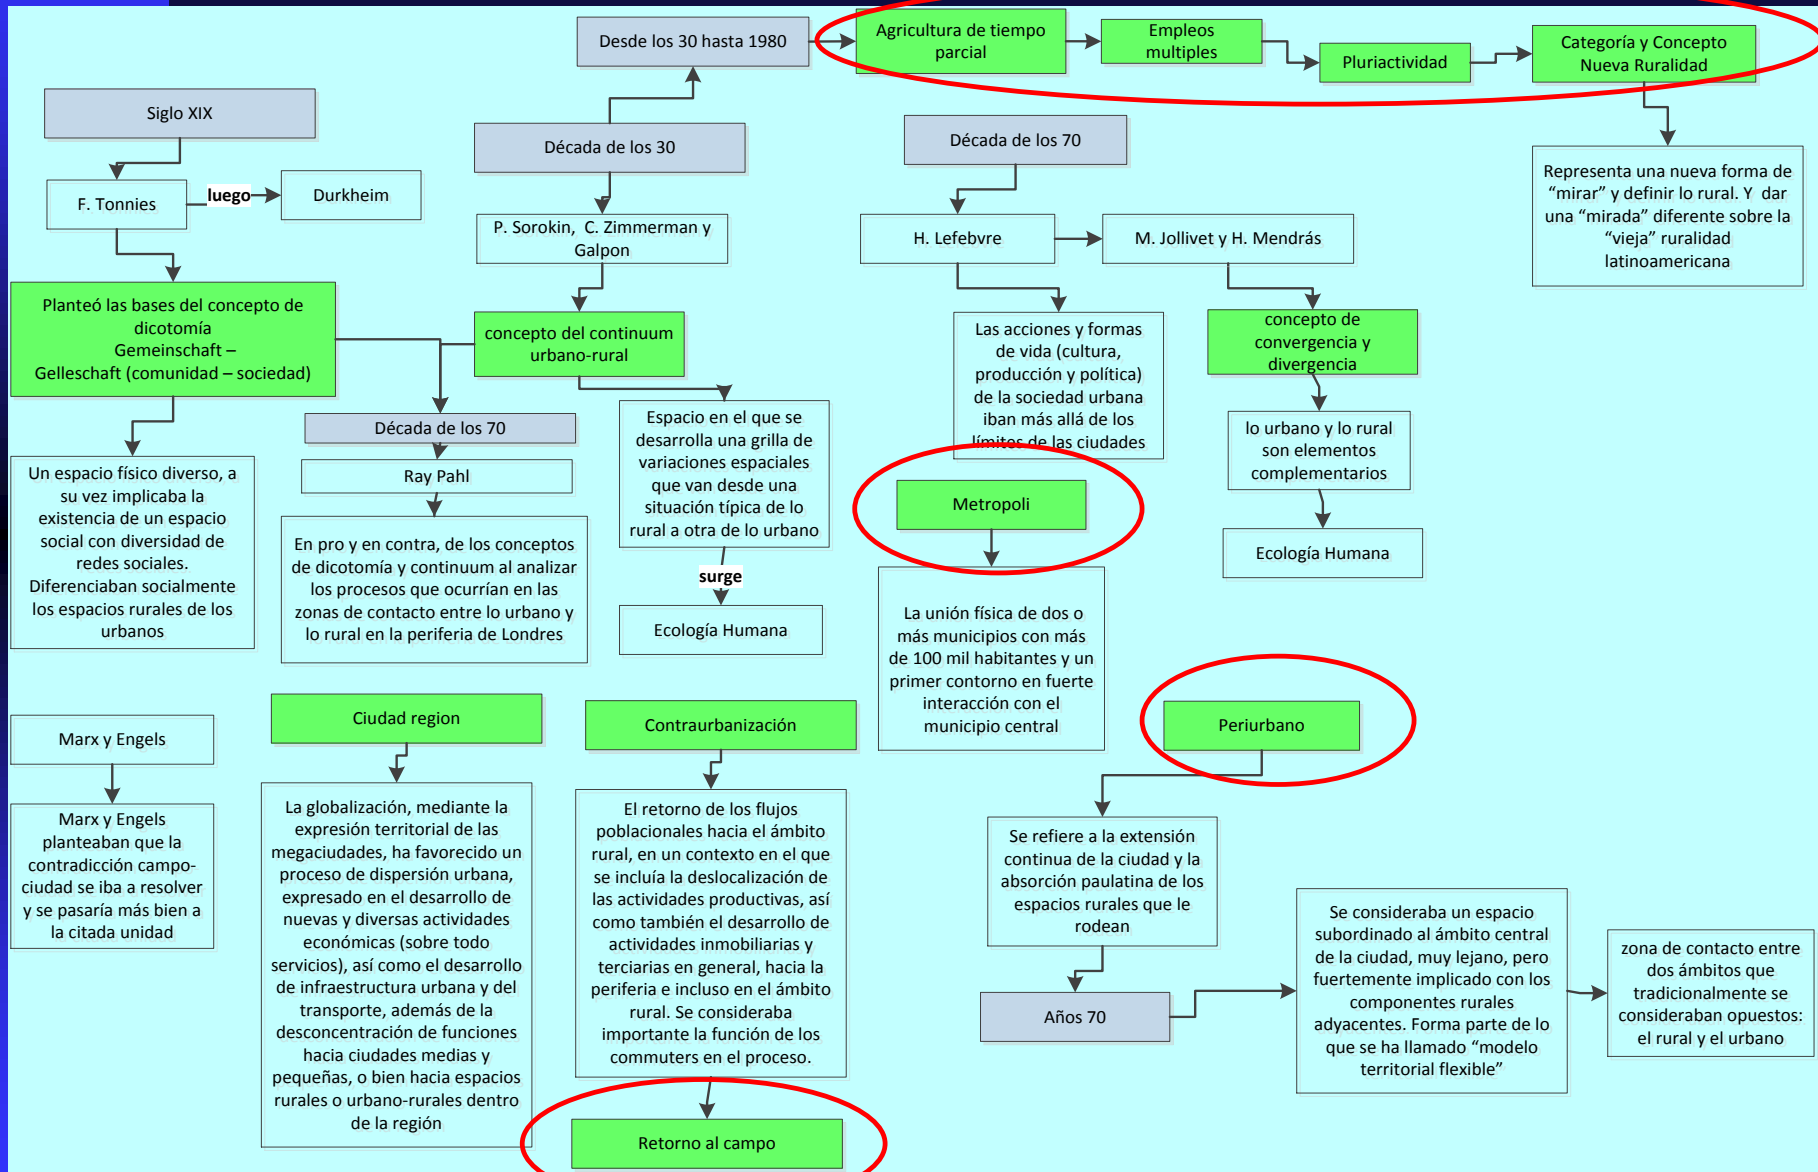 Desde los 30 hasta 1980
Agricultura de tiempo
parcial
Empleos
multiples
Pluriactividad
Categoría y Concepto
Nueva Ruralidad
Representa una nueva forma de
“mirar” y definir lo rural. Y dar
una “mirada” diferente sobre la
“vieja” ruralidad
latinoamericana
Siglo XIX
F. Tonnies
luego
Durkheim
Planteó las bases del concepto de
dicotomía
Gemeinschaft –
Gelleschaft (comunidad – sociedad)
Un espacio físico diverso, a
su vez implicaba la
existencia de un espacio
social con diversidad de
redes sociales.
Diferenciaban socialmente
los espacios rurales de los
urbanos
Década de los 30
P. Sorokin, C. Zimmerman y
Galpon
concepto del continuum
urbano-rural
Década de los 70
Ray Pahl
En pro y en contra, de los conceptos
de dicotomía y continuum al analizar
los procesos que ocurrían en las
zonas de contacto entre lo urbano y
lo rural en la periferia de Londres
Espacio en el que se
desarrolla una grilla de
variaciones espaciales
que van desde una
situación típica de lo
rural a otra de lo urbano
surge
Ecología Humana
Década de los 70
H. Lefebvre
M. Jollivet y H. Mendrás
Las acciones y formas
de vida (cultura,
producción y política)
de la sociedad urbana
iban más allá de los
límites de las ciudades
concepto de
convergencia y
divergencia
lo urbano y lo rural
son elementos
complementarios
Ecología Humana
Metropoli
La unión física de dos o
más municipios con más
de 100 mil habitantes y un
primer contorno en fuerte
interacción con el
municipio central
Marx y Engels
Marx y Engels
planteaban que la
contradicción campo-
ciudad se iba a resolver
y se pasaría más bien a
la citada unidad
Ciudad region
La globalización, mediante la
expresión territorial de las
megaciudades, ha favorecido un
proceso de dispersión urbana,
expresado en el desarrollo de
nuevas y diversas actividades
económicas (sobre todo
servicios), así como el desarrollo
de infraestructura urbana y del
transporte, además de la
desconcentración de funciones
hacia ciudades medias y
pequeñas, o bien hacia espacios
rurales o urbano-rurales dentro
de la región
Contraurbanización
El retorno de los flujos
poblacionales hacia el ámbito
rural, en un contexto en el que
se incluía la deslocalización de
las actividades productivas, así
como también el desarrollo de
actividades inmobiliarias y
terciarias en general, hacia la
periferia e incluso en el ámbito
rural. Se consideraba
importante la función de los
commuters en el proceso.
Retorno al campo
Periurbano
Se refiere a la extensión
continua de la ciudad y la
absorción paulatina de los
espacios rurales que le
rodean
Años 70
Se consideraba un espacio
subordinado al ámbito central
de la ciudad, muy lejano, pero
fuertemente implicado con los
componentes rurales
adyacentes. Forma parte de lo
que se ha llamado “modelo
territorial flexible”
zona de contacto entre
dos ámbitos que
tradicionalmente se
consideraban opuestos:
el rural y el urbano